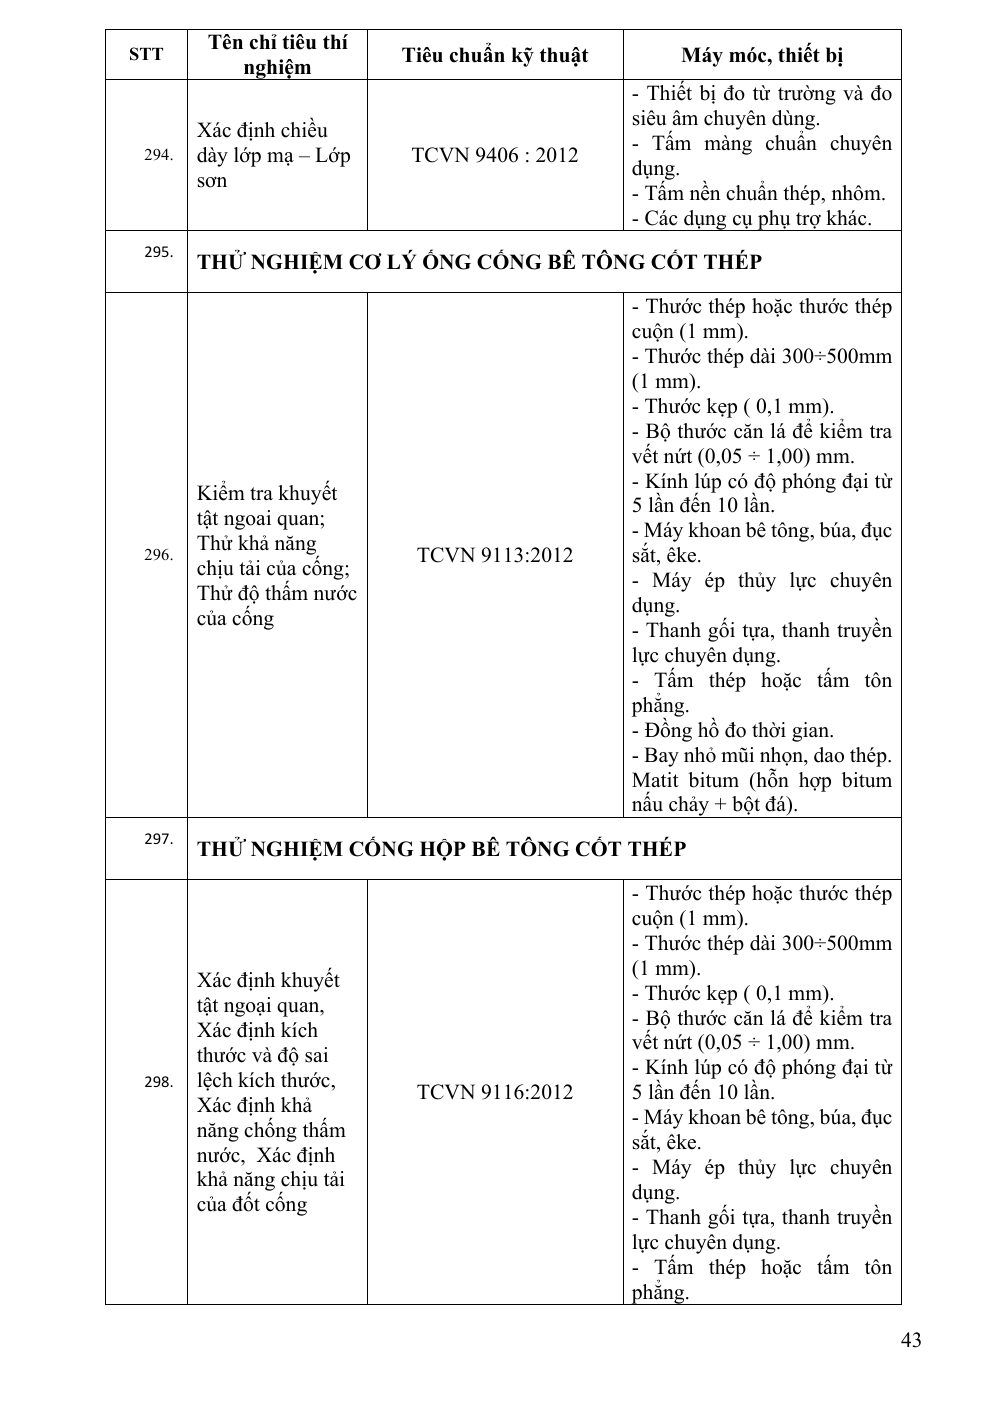 STT
Tên chỉ tiêu thí
nghiệm
Tiêu chuẩn kỹ thuật
Máy móc, thiết bị
294.
Xác định chiều
dày lớp mạ – Lớp
sơn
TCVN 9406 : 2012
- Thiết bị đo từ trường và đo
siêu âm chuyên dùng.
- Tấm màng chuẩn chuyên
dụng.
- Tấm nền chuẩn thép, nhôm.
- Các dụng cụ phụ trợ khác.
295.
THỬ NGHIỆM CƠ LÝ ỐNG CỐNG BÊ TÔNG CỐT THÉP
296.
Kiểm tra khuyết
tật ngoai quan;
Thử khả năng
chịu tải của cống;
Thử độ thấm nước
của cống
TCVN 9113:2012
- Thước thép hoặc thước thép
cuộn (1 mm).
- Thước thép dài 300÷500mm
(1 mm).
- Thước kẹp ( 0,1 mm).
- Bộ thước căn lá để kiểm tra
vết nứt (0,05 ÷ 1,00) mm.
- Kính lúp có độ phóng đại từ
5 lần đến 10 lần.
- Máy khoan bê tông, búa, đục
sắt, êke.
- Máy ép thủy lực chuyên
dụng.
- Thanh gối tựa, thanh truyền
lực chuyên dụng.
- Tấm thép hoặc tấm tôn
phẳng.
- Đồng hồ đo thời gian.
- Bay nhỏ mũi nhọn, dao thép.
Matit bitum (hỗn hợp bitum
nấu chảy + bột đá).
297.
THỬ NGHIỆM CỐNG HỘP BÊ TÔNG CỐT THÉP
298.
Xác định khuyết
tật ngoại quan,
Xác định kích
thước và độ sai
lệch kích thước,
Xác định khả
năng chống thấm
nước,  Xác định
khả năng chịu tải
của đốt cống
TCVN 9116:2012
- Thước thép hoặc thước thép
cuộn (1 mm).
- Thước thép dài 300÷500mm
(1 mm).
- Thước kẹp ( 0,1 mm).
- Bộ thước căn lá để kiểm tra
vết nứt (0,05 ÷ 1,00) mm.
- Kính lúp có độ phóng đại từ
5 lần đến 10 lần.
- Máy khoan bê tông, búa, đục
sắt, êke.
- Máy ép thủy lực chuyên
dụng.
- Thanh gối tựa, thanh truyền
lực chuyên dụng.
- Tấm thép hoặc tấm tôn
phẳng.
43